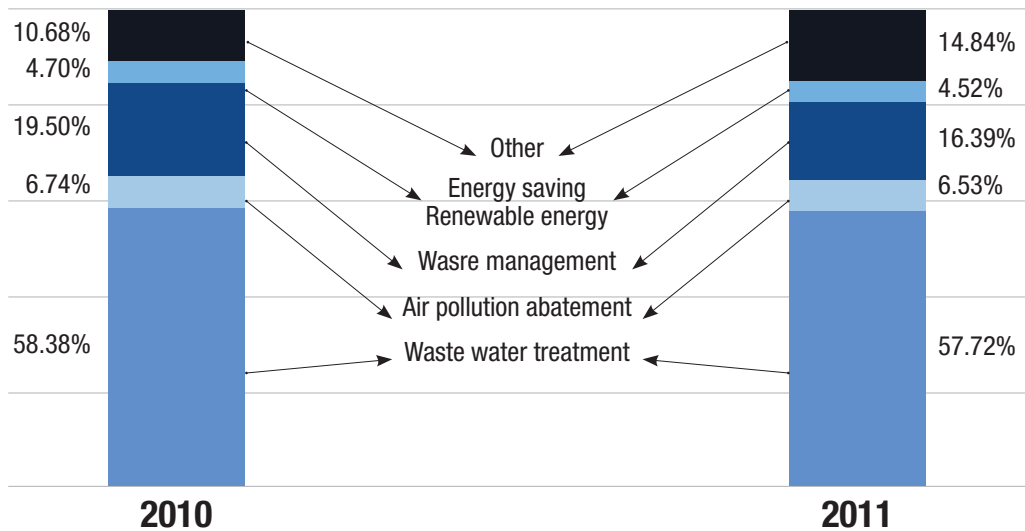 10.68%
4.70%
19.50%
6.74%
58.38%
Other
Energy saving
Renewable energy
Wasre management
Air pollution abatement
Waste water treatment
14.84%
4.52%
16.39%
6.53%
57.72%
2010
2011